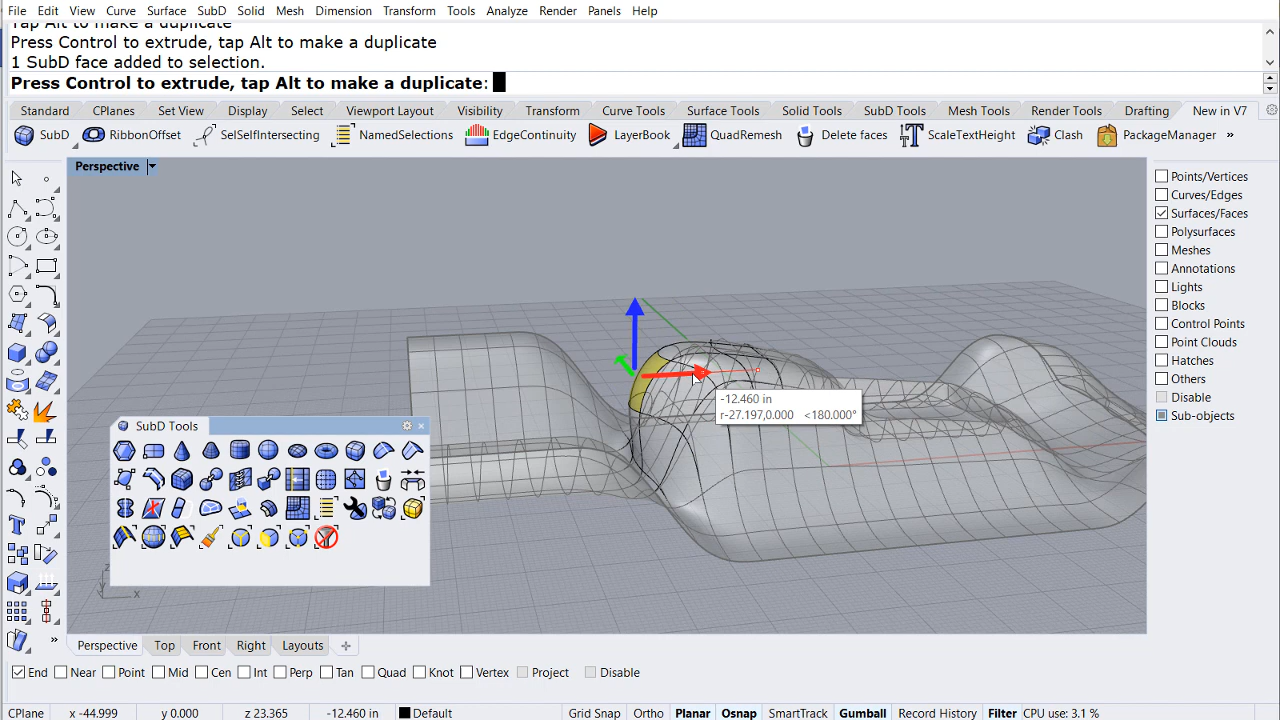 File Edit View Curve Surface SubD Solid Mesh Dimension Transform Tools Analyze Render Panels Help
Tap Alt to make a duplicate
Press Control to extrude, tap Alt to make a duplicate
1 SubD face added to selection.
Press Control to extrude, tap Alt to make a duplicate:
Standard CPlanes Set View Display Select Viewport Layout Visibility Transform Curve Tools Surface Tools Solid Tools SubD Tools Mesh Tools Render Tools Drafting New in V7
SubD RibbonOffset SelSelfIntersecting NamedSelections EdgeContinuity LayerBook QuadRemesh Delete faces ScaleTextHeight Clash PackageManager »
Perspective
Points/Vertices
Curves/Edges
Surfaces/Faces
Polysurfaces
Meshes
Annotations
Lights
Blocks
Control Points
Point Clouds
Hatches
Others
Disable
Sub-objects
-12.460 in
r-27.197,0.000 <180.000°
SubD Tools
z
y
x
»
Perspective Top Front Right Layouts
End Near Point Mid Cen Int Perp Tan Quad Knot Vertex Project Disable
CPlane x -44.999 y 0.000 z 23.365 -12.460 in Default Grid Snap Ortho Planar Osnap SmartTrack Gumball Record History Filter CPU use: 3.1 %